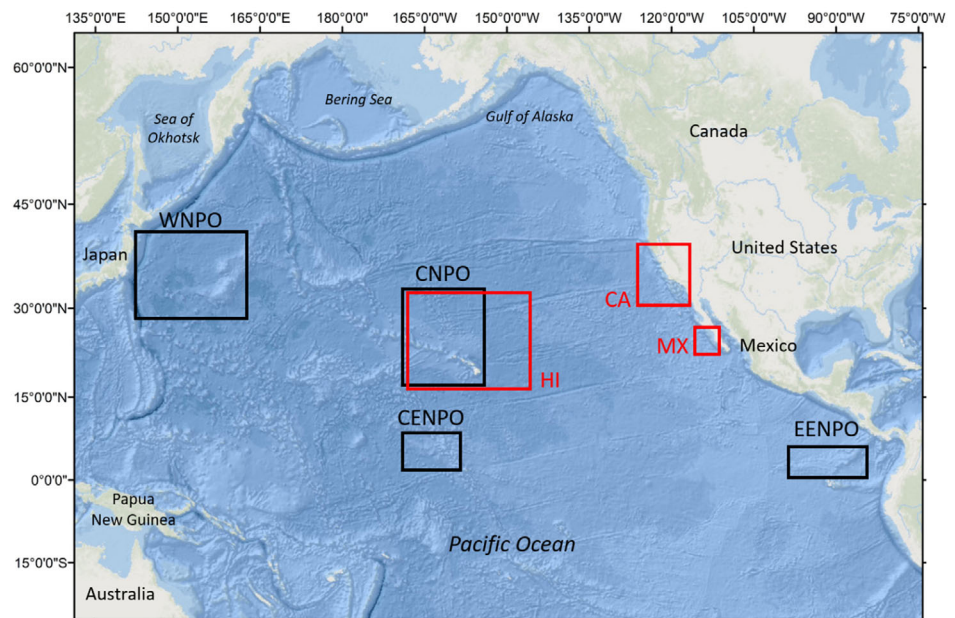 135°0'0"E 150°0'0"E 165°0'0"E 180°0'0" 165°0'0"W 150°0'0"W 135°0'0"W 120°0'0"W 105°0'0"W 90°0'0"W 75°0'0"W
60°0'0"N
Bering Sea
Sea of
Okhotsk
Gulf of Alaska
Canada
45°0'0"N
WNPO
Japan
United States
CNPO
CA
30°0'0"N
MX
Mexico
HI
15°0'0"N
CENPO
EENPO
0°0'0"
Papua
New Guinea
Pacific Ocean
15°0'0"S
Australia